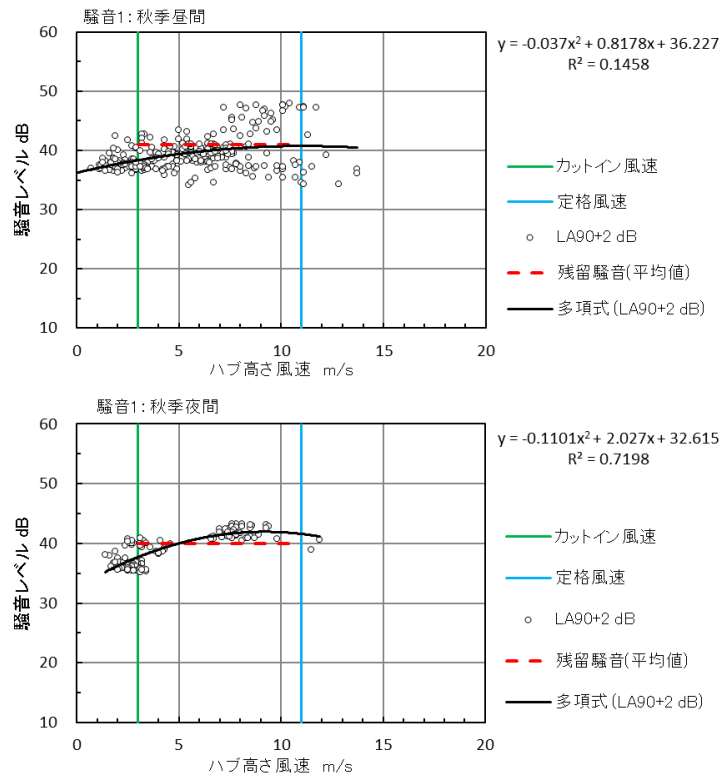 騒音1：秋季昼間
y = -0.037x² + 0.8178x + 36.227
R² = 0.1458
60
50
40
30
20
10
騒音レベル dB
0
5
10
15
20
ハブ高さ風速 m/s
カットイン風速
定格風速
LA90+2 dB
残留騒音(平均値)
多項式 (LA90+2 dB)
騒音1：秋季夜間
y = -0.1101x² + 2.027x + 32.615
R² = 0.7198
60
50
40
30
20
10
騒音レベル dB
0
5
10
15
20
ハブ高さ風速 m/s
カットイン風速
定格風速
LA90+2 dB
残留騒音(平均値)
多項式 (LA90+2 dB)